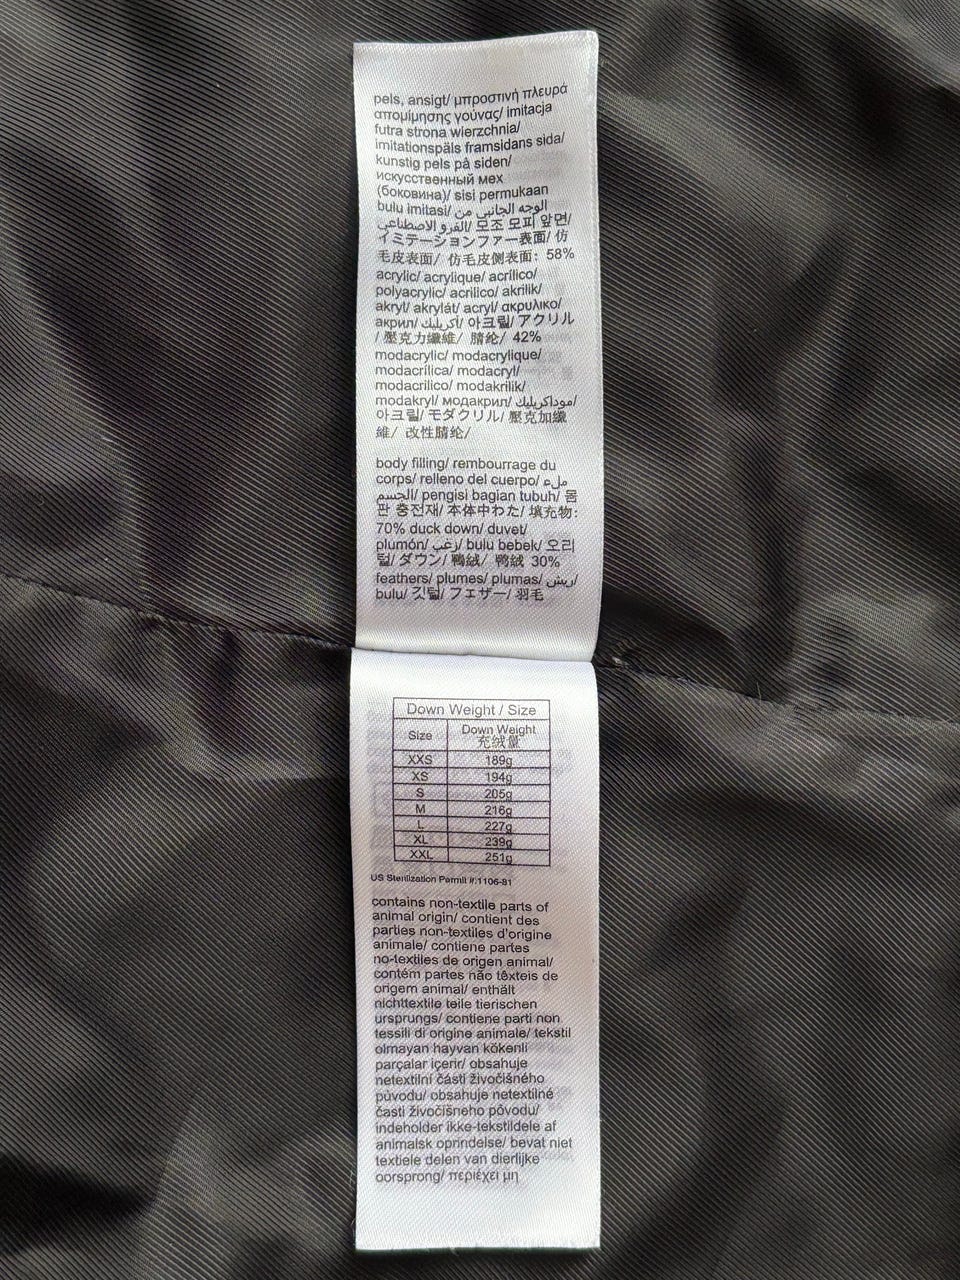 pels, ansigt/ μπροστινή πλευρά
απομίμησης γούνας/ imitacja
futra strona wierzchnia/
imitationspäls framsidans sida/
kunstig pels på siden/
искусственный мех
(боковина)/ sisi permukaan
bulu imitasi/ الوجه الجانبي من
الفرو الاصطناعي/ 모조 모피 앞면/
イミテーションファー表面/ 仿
毛皮表面/ 仿毛皮側表面: 58%
acrylic/ acrylique/ acrílico/
polyacrylic/ acrilico/ akrilik/
akryl/ akrylát/ acryl/ ακρυλικο/
акрил/ أكريليك/ 아크릴/ アクリル
/ 壓克力纖維/ 腈纶/ 42%
modacrylic/ modacrylique/
modacrílica/ modacryl/
modacrilico/ modakrilik/
modakryl/ модакрил/ موداكريليك/
아크릴/ モダクリル/ 壓克加纖
維/ 改性腈纶/
body filling/ rembourrage du
corps/ relleno del cuerpo/ ملء
الجسم/ pengisi bagian tubuh/ 몸
판 충전재/ 本体中わた/ 填充物:
70% duck down/ duvet/
plumón/ زغب/ bulu bebek/ 오리
털/ ダウン/ 鴨絨/ 鸭绒 30%
feathers/ plumes/ plumas/ ريش/
bulu/ 깃털/ フェザー/ 羽毛
Down Weight / Size
Size Down Weight
充绒量
XXS 189g
XS 194g
S 205g
M 216g
L 227g
XL 239g
XXL 251g
US Sterilization Permit #:1106-81
contains non-textile parts of
animal origin/ contient des
parties non-textiles d'origine
animale/ contiene partes
no-textiles de origen animal/
contém partes não têxteis de
origem animal/ enthält
nichttextile teile tierischen
ursprungs/ contiene parti non
tessili di origine animale/ tekstil
olmayan hayvan kökenli
parçalar içerir/ obsahuje
netextilní části živočišného
původu/ obsahuje netextilné
časti živočíšneho pôvodu/
indeholder ikke-tekstildele af
animalsk oprindelse/ bevat niet
textiele delen van dierlijke
oorsprong/ περιέχει μη